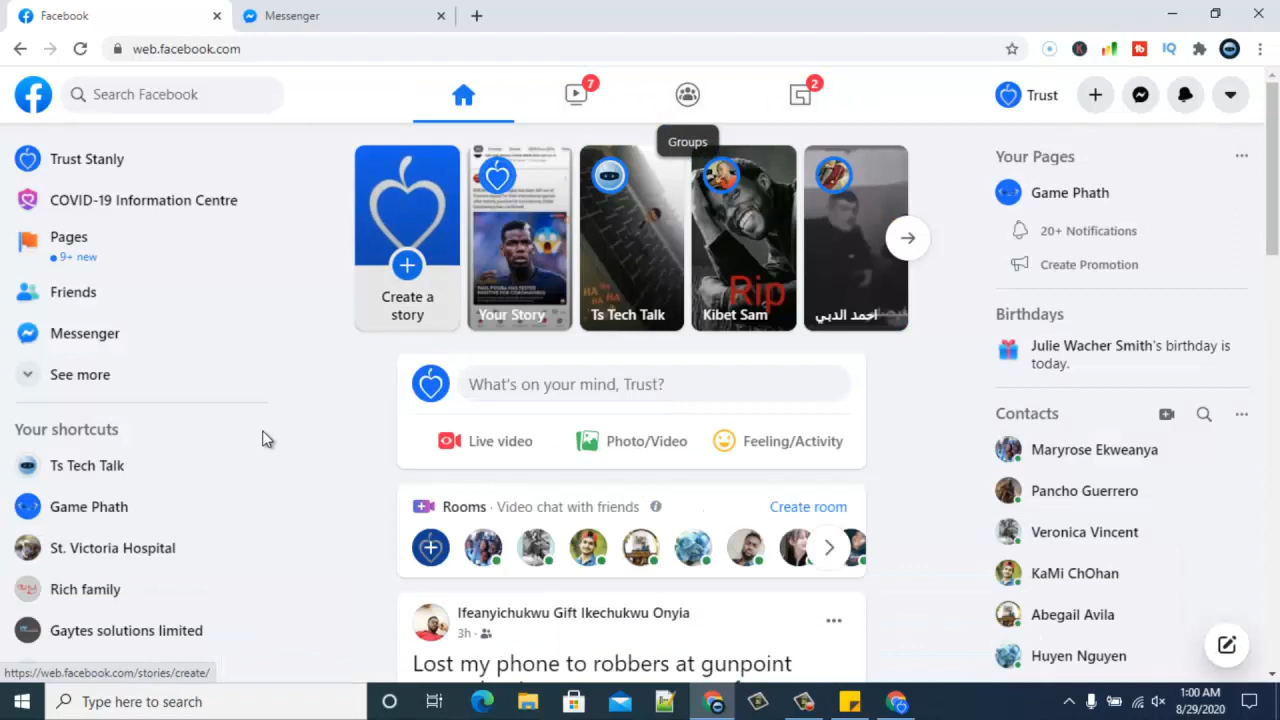 Facebook
Messenger
web.facebook.com
Search Facebook
7
2
Trust
Groups
Trust Stanly
COVID-19 Information Centre
Pages
9+ new
Friends
Messenger
See more
Your shortcuts
Ts Tech Talk
Game Phath
St. Victoria Hospital
Rich family
Gaytes solutions limited
https://web.facebook.com/stories/create/
Create a
story
Your Story
HA
HA HA
Ts Tech Talk
Rip
Kibet Sam
احمد الدبي
What's on your mind, Trust?
Live video
Photo/Video
Feeling/Activity
Rooms · Video chat with friends
Create room
Ifeanyichukwu Gift Ikechukwu Onyia
3h ·
Lost my phone to robbers at gunpoint
Your Pages
Game Phath
20+ Notifications
Create Promotion
Birthdays
Julie Wacher Smith's birthday is
today.
Contacts
Maryrose Ekweanya
Pancho Guerrero
Veronica Vincent
KaMi ChOhan
Abegail Avila
Huyen Nguyen
Type here to search
1:00 AM
8/29/2020